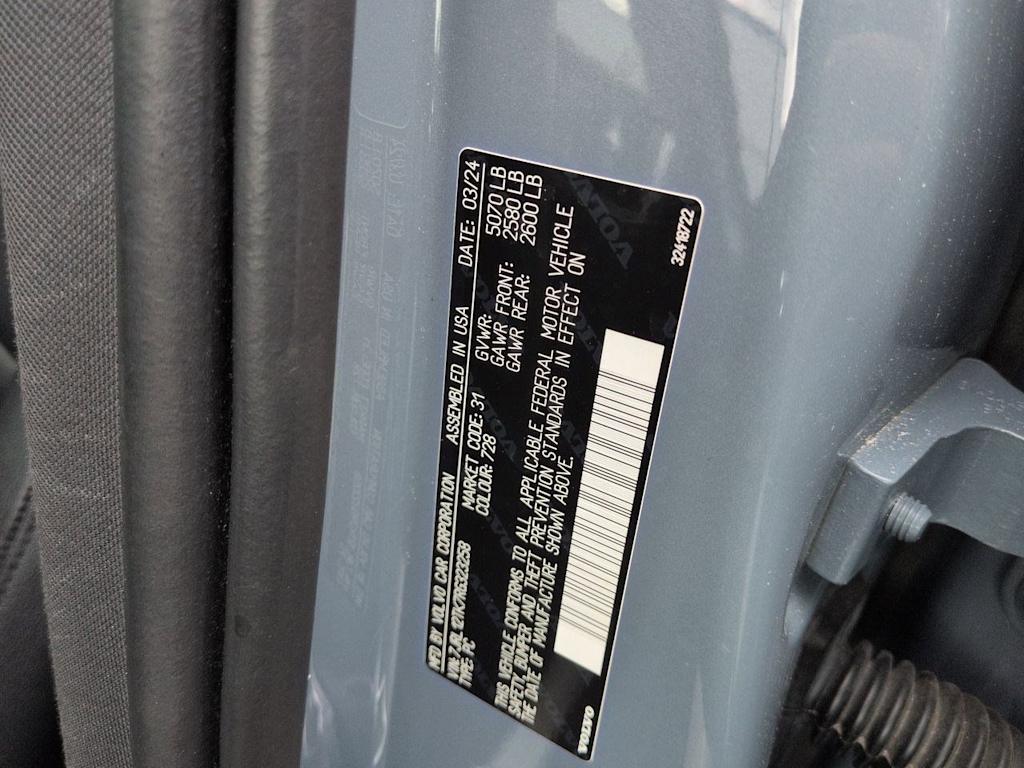 MFD BY VOLVO CAR CORPORATION ASSEMBLED IN USA DATE: 03/24
TYPE: PC
MARKET CODE: 31
COLOUR: 728
GVWR: 5070 LB
GAWR FRONT: 2580 LB
GAWR REAR: 2600 LB
THIS VEHICLE CONFORMS TO ALL APPLICABLE FEDERAL MOTOR VEHICLE
SAFETY, BUMPER AND THEFT PREVENTION STANDARDS IN EFFECT ON
THE DATE OF MANUFACTURE SHOWN ABOVE.
VOLVO
32418722